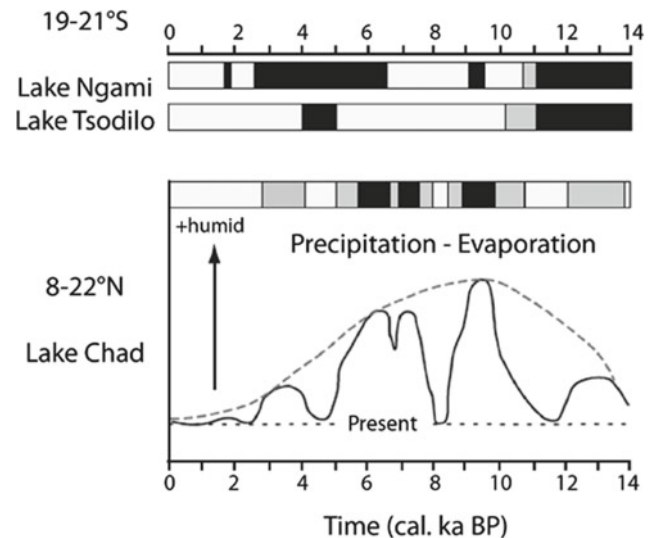 19-21°S
0 2 4 6 8 10 12 14
Lake Ngami
Lake Tsodilo
+humid
Precipitation - Evaporation
8-22°N
Lake Chad
Present
0 2 4 6 8 10 12 14
Time (cal. ka BP)